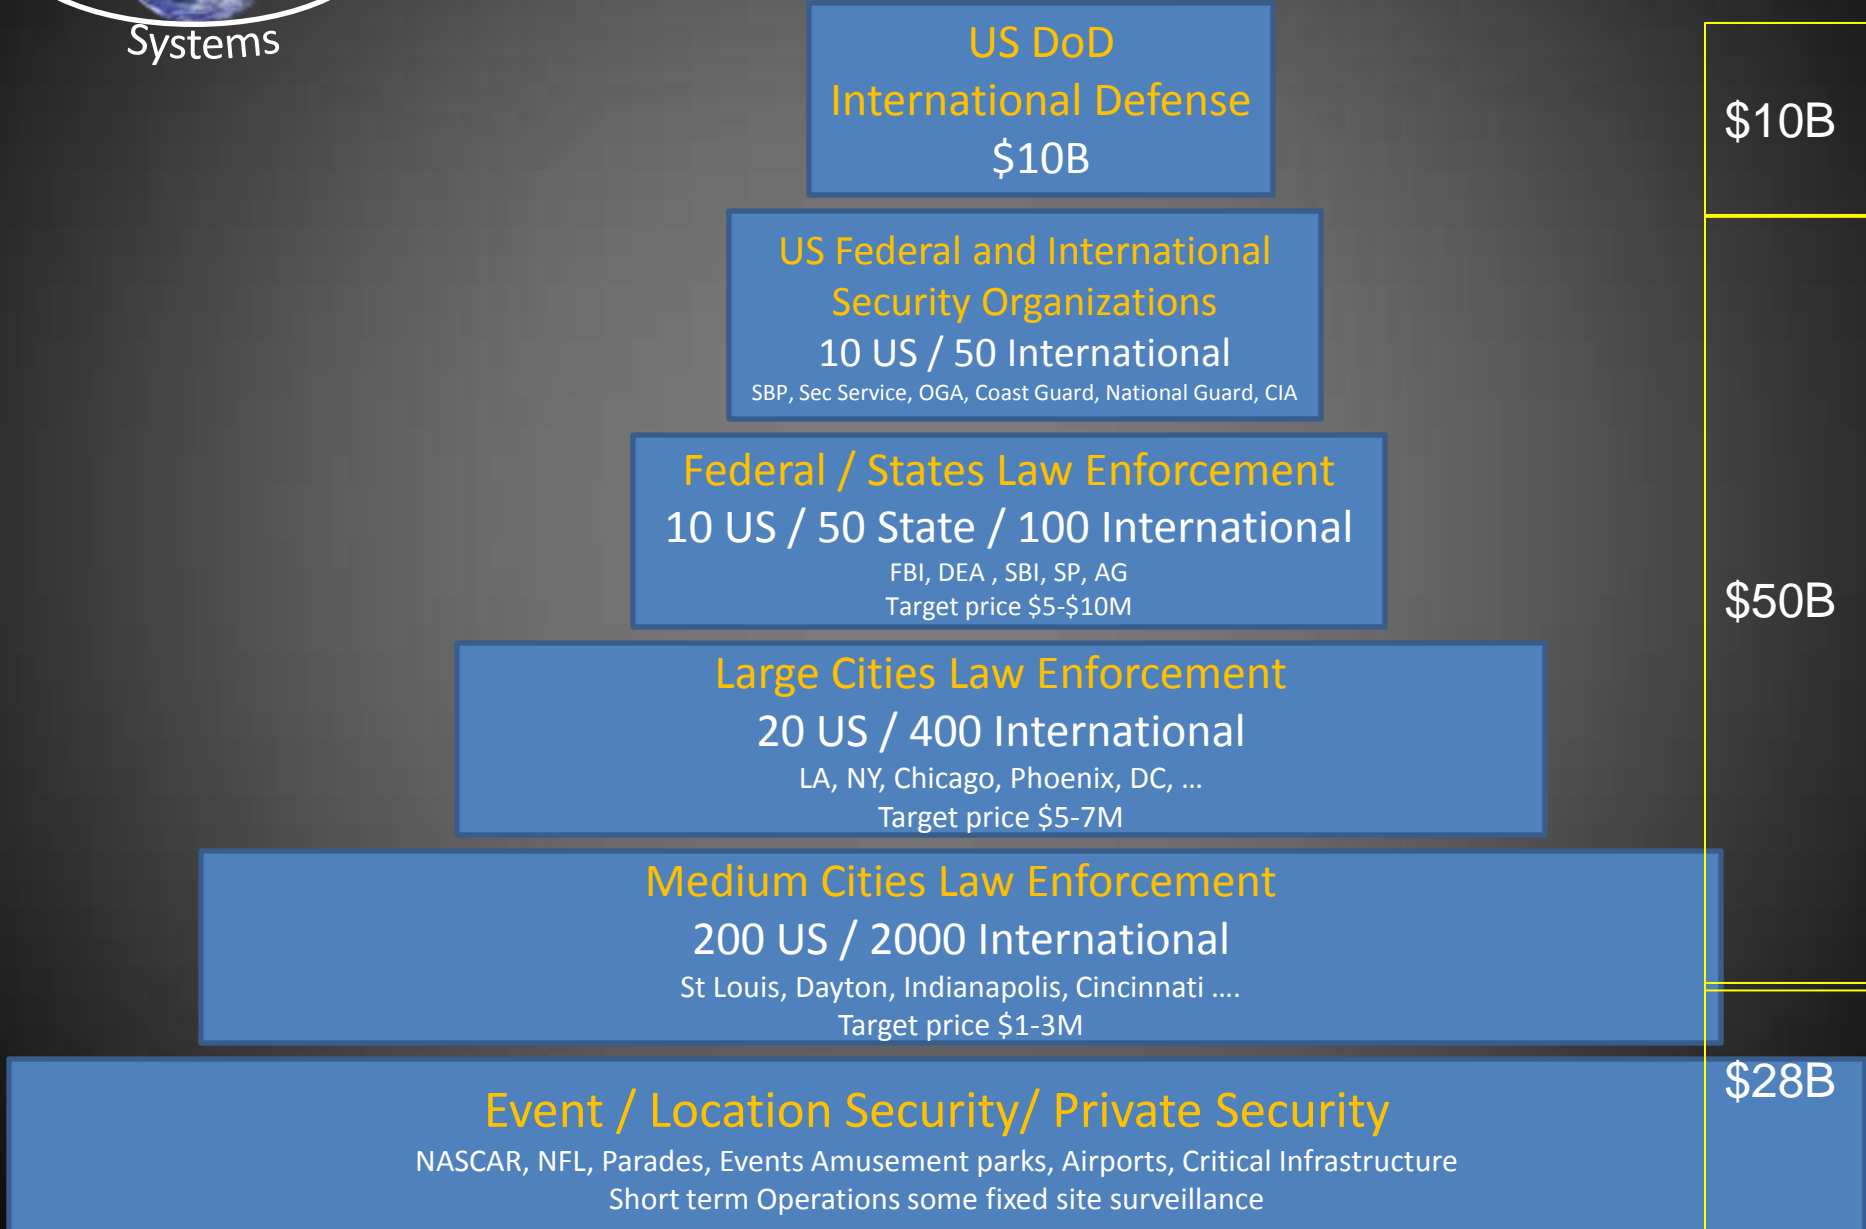 Systems
US DoD
International Defense
$10B
$10B
US Federal and International
Security Organizations
10 US / 50 International
SBP, Sec Service, OGA, Coast Guard, National Guard, CIA
Federal / States Law Enforcement
10 US / 50 State / 100 International
FBI, DEA , SBI, SP, AG
Target price $5-$10M
$50B
Large Cities Law Enforcement
20 US / 400 International
LA, NY, Chicago, Phoenix, DC, ...
Target price $5-7M
Medium Cities Law Enforcement
200 US / 2000 International
St Louis, Dayton, Indianapolis, Cincinnati ....
Target price $1-3M
$28B
Event / Location Security/ Private Security
NASCAR, NFL, Parades, Events Amusement parks, Airports, Critical Infrastructure
Short term Operations some fixed site surveillance